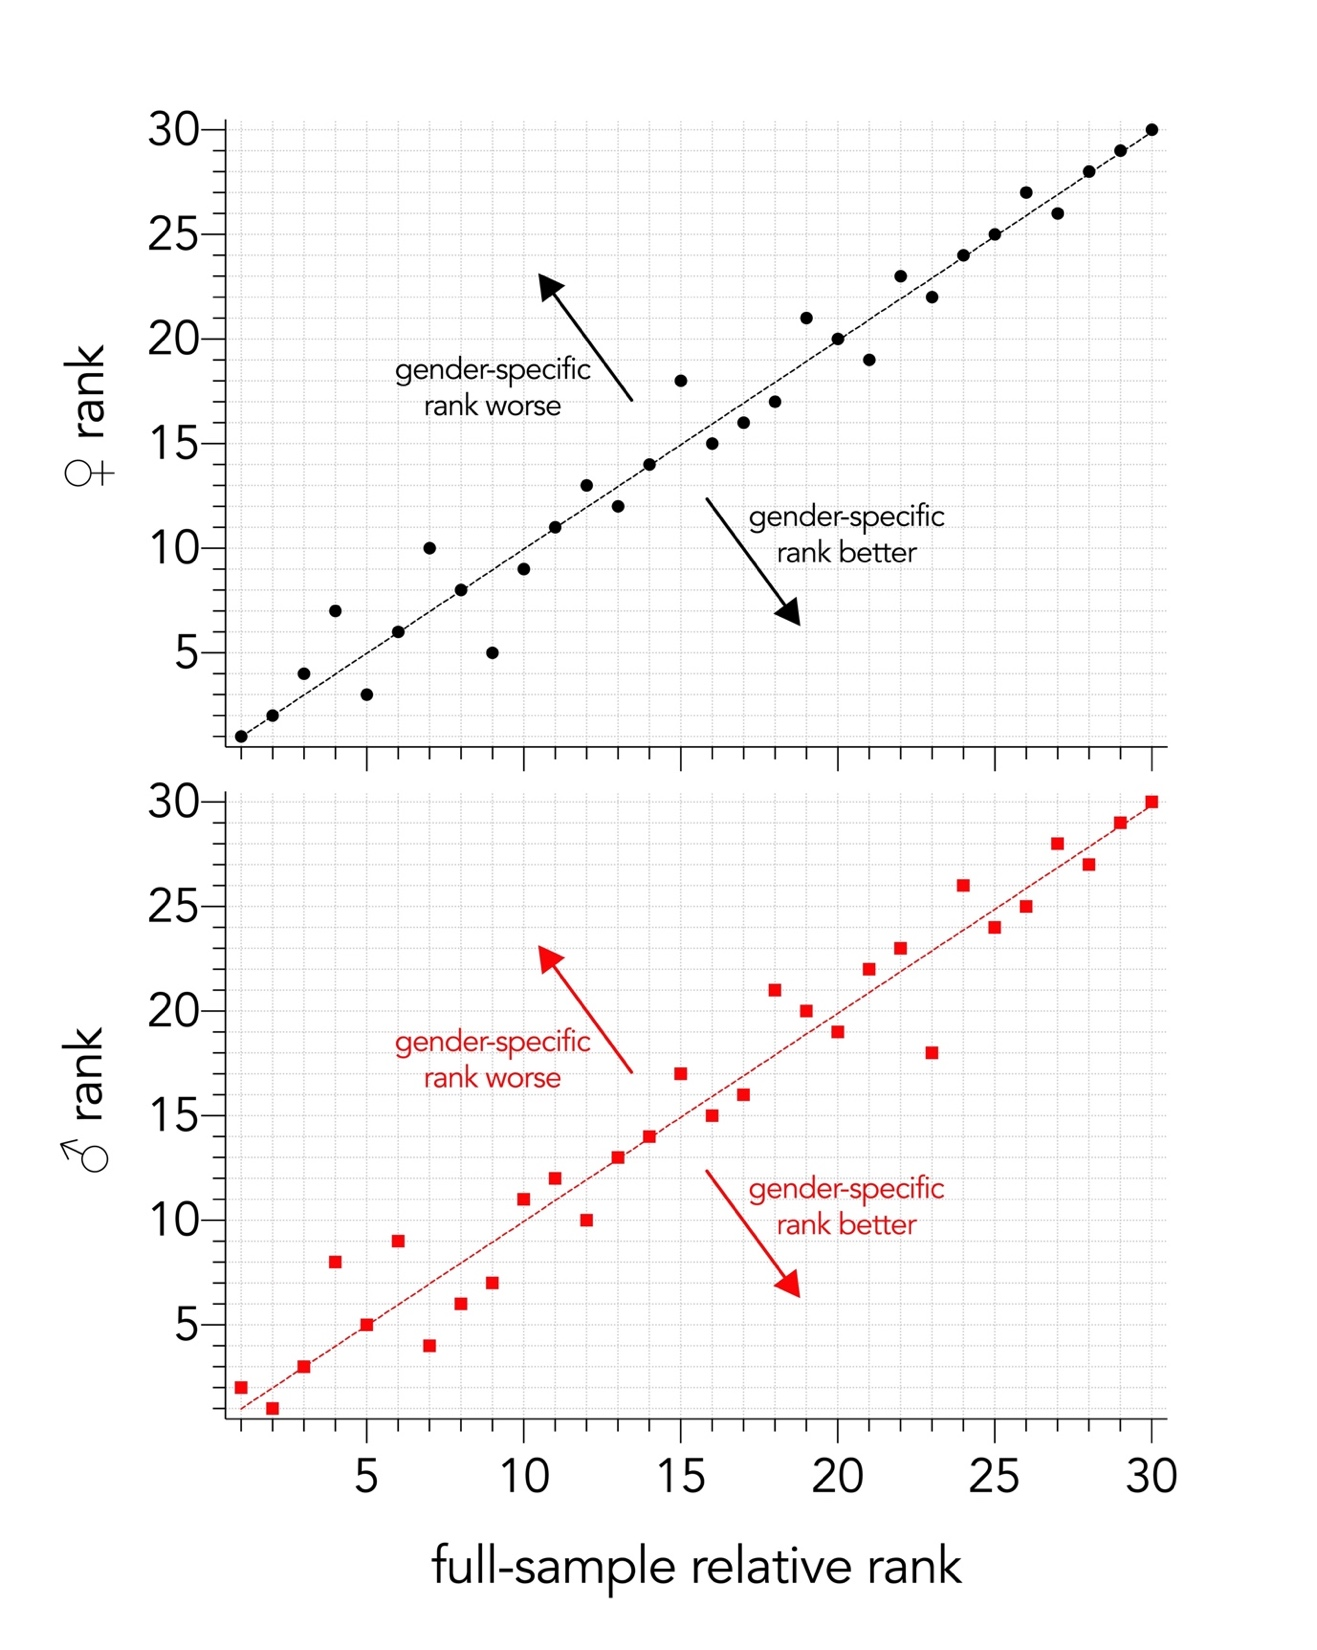 30
25
20
15
10
5
♀ rank
gender-specific
rank worse
gender-specific
rank better
30
25
20
15
10
5
♂ rank
gender-specific
rank worse
gender-specific
rank better
5 10 15 20 25 30
full-sample relative rank